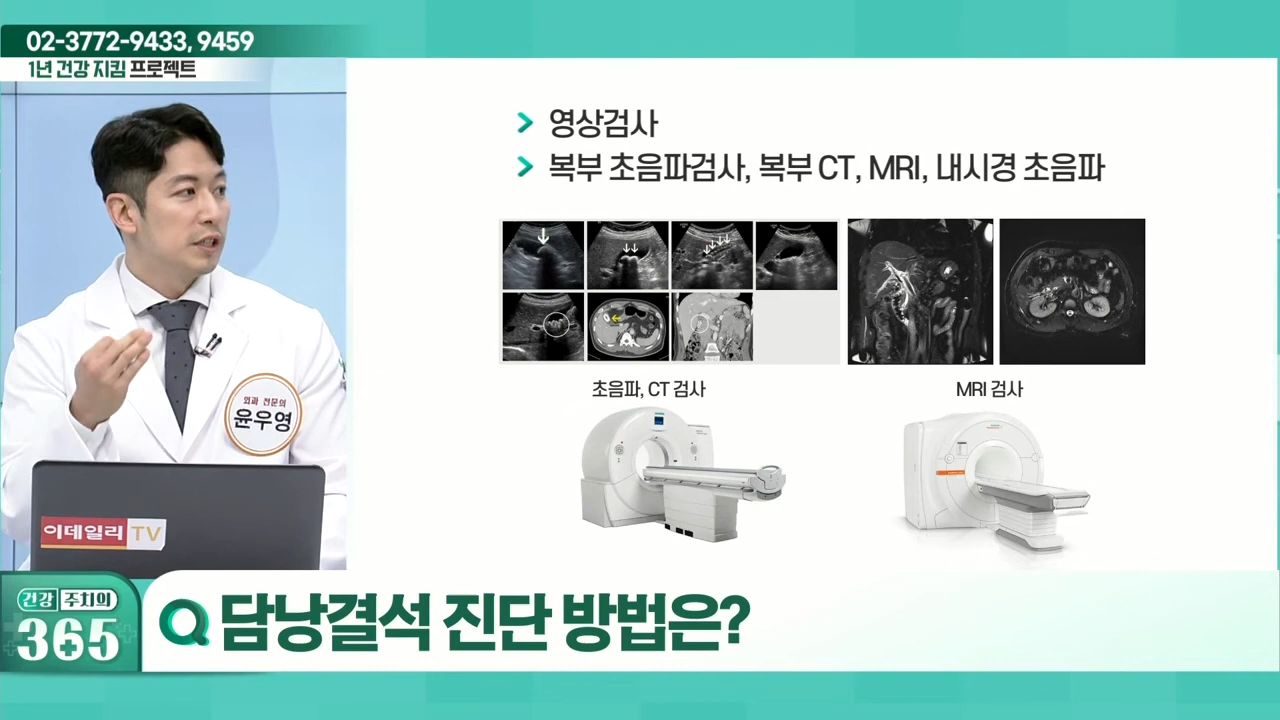 02-3772-9433, 9459
1년 건강 지킴 프로젝트
영상검사
복부 초음파검사, 복부 CT, MRI, 내시경 초음파
초음파, CT 검사
MRI 검사
외과 전문의
윤우영
이데일리 TV
건강 주치의
365
Q 담낭결석 진단 방법은?